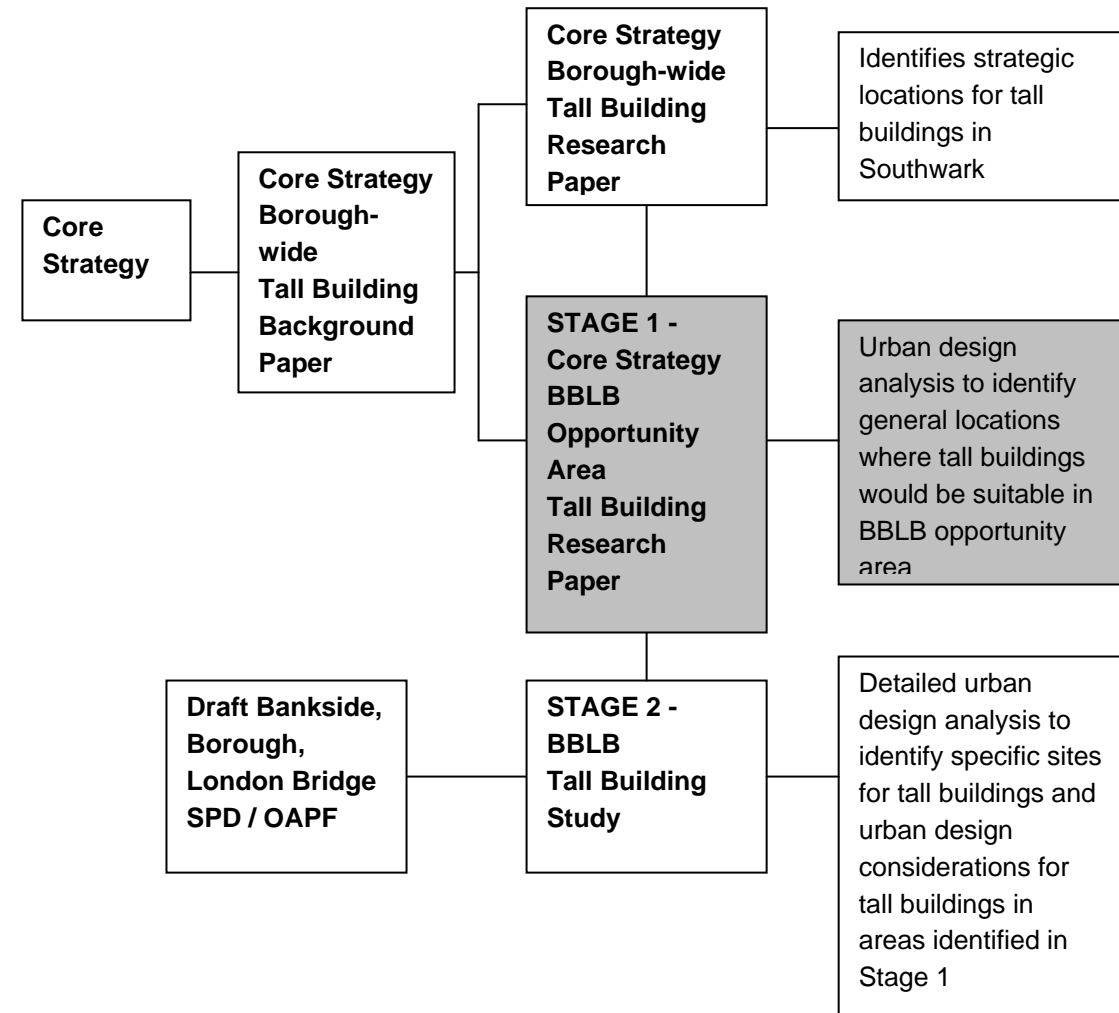 Core
Strategy
Core Strategy
Borough-
wide
Tall Building
Background
Paper
Core Strategy
Borough-wide
Tall Building
Research
Paper
Identifies strategic
locations for tall
buildings in
Southwark
STAGE 1 -
Core Strategy
BBLB
Opportunity
Area
Tall Building
Research
Paper
Urban design
analysis to identify
general locations
where tall buildings
would be suitable in
BBLB opportunity
area
Draft Bankside,
Borough,
London Bridge
SPD / OAPF
STAGE 2 -
BBLB
Tall Building
Study
Detailed urban
design analysis to
identify specific sites
for tall buildings and
urban design
considerations for
tall buildings in
areas identified in
Stage 1